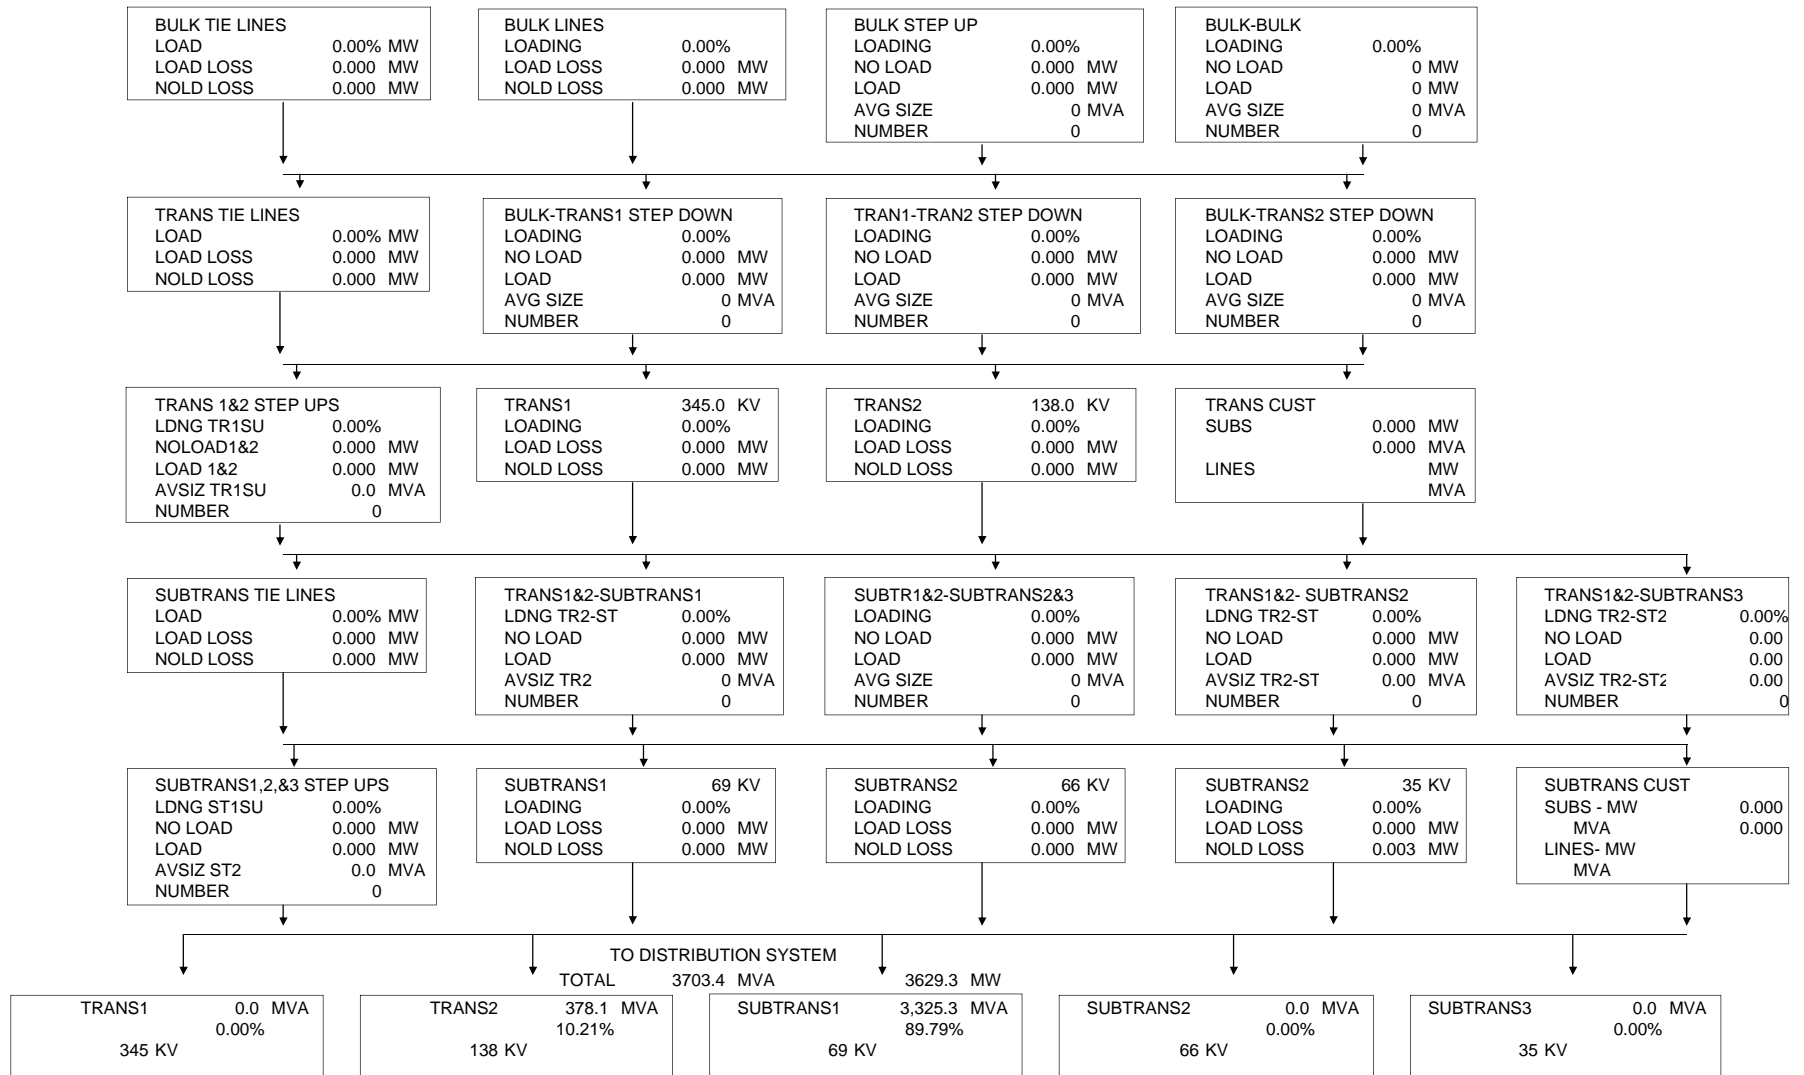 BULK TIE LINES
LOAD 0.00% MW
LOAD LOSS 0.000 MW
NOLD LOSS 0.000 MW
BULK LINES
LOADING 0.00%
LOAD LOSS 0.000 MW
NOLD LOSS 0.000 MW
BULK STEP UP
LOADING 0.00%
NO LOAD 0.000 MW
LOAD 0.000 MW
AVG SIZE 0 MVA
NUMBER 0
BULK-BULK
LOADING 0.00%
NO LOAD 0 MW
LOAD 0 MW
AVG SIZE 0 MVA
NUMBER 0
TRANS TIE LINES
LOAD 0.00% MW
LOAD LOSS 0.000 MW
NOLD LOSS 0.000 MW
BULK-TRANS1 STEP DOWN
LOADING 0.00%
NO LOAD 0.000 MW
LOAD 0.000 MW
AVG SIZE 0 MVA
NUMBER 0
TRAN1-TRAN2 STEP DOWN
LOADING 0.00%
NO LOAD 0.000 MW
LOAD 0.000 MW
AVG SIZE 0 MVA
NUMBER 0
BULK-TRANS2 STEP DOWN
LOADING 0.00%
NO LOAD 0.000 MW
LOAD 0.000 MW
AVG SIZE 0 MVA
NUMBER 0
TRANS 1&2 STEP UPS
LDNG TR1SU 0.00%
NOLOAD1&2 0.000 MW
LOAD 1&2 0.000 MW
AVSIZ TR1SU 0.0 MVA
NUMBER 0
TRANS1 345.0 KV
LOADING 0.00%
LOAD LOSS 0.000 MW
NOLD LOSS 0.000 MW
TRANS2 138.0 KV
LOADING 0.00%
LOAD LOSS 0.000 MW
NOLD LOSS 0.000 MW
TRANS CUST
SUBS 0.000 MW
0.000 MVA
LINES MW
MVA
SUBTRANS TIE LINES
LOAD 0.00% MW
LOAD LOSS 0.000 MW
NOLD LOSS 0.000 MW
TRANS1&2-SUBTRANS1
LDNG TR2-ST 0.00%
NO LOAD 0.000 MW
LOAD 0.000 MW
AVSIZ TR2 0 MVA
NUMBER 0
SUBTR1&2-SUBTRANS2&3
LOADING 0.00%
NO LOAD 0.000 MW
LOAD 0.000 MW
AVG SIZE 0 MVA
NUMBER 0
TRANS1&2- SUBTRANS2
LDNG TR2-ST 0.00%
NO LOAD 0.000 MW
LOAD 0.000 MW
AVSIZ TR2-ST 0.00 MVA
NUMBER 0
TRANS1&2-SUBTRANS3
LDNG TR2-ST2 0.00%
NO LOAD 0.00
LOAD 0.00
AVSIZ TR2-ST2 0.00
NUMBER 0
SUBTRANS1,2,&3 STEP UPS
LDNG ST1SU 0.00%
NO LOAD 0.000 MW
LOAD 0.000 MW
AVSIZ ST2 0.0 MVA
NUMBER 0
SUBTRANS1 69 KV
LOADING 0.00%
LOAD LOSS 0.000 MW
NOLD LOSS 0.000 MW
SUBTRANS2 66 KV
LOADING 0.00%
LOAD LOSS 0.000 MW
NOLD LOSS 0.000 MW
SUBTRANS2 35 KV
LOADING 0.00%
LOAD LOSS 0.000 MW
NOLD LOSS 0.003 MW
SUBTRANS CUST
SUBS - MW 0.000
MVA 0.000
LINES- MW
MVA
TO DISTRIBUTION SYSTEM
TOTAL 3703.4 MVA 3629.3 MW
TRANS1 0.0 MVA
0.00%
345 KV
TRANS2 378.1 MVA
10.21%
138 KV
SUBTRANS1 3,325.3 MVA
89.79%
69 KV
SUBTRANS2 0.0 MVA
0.00%
66 KV
SUBTRANS3 0.0 MVA
0.00%
35 KV